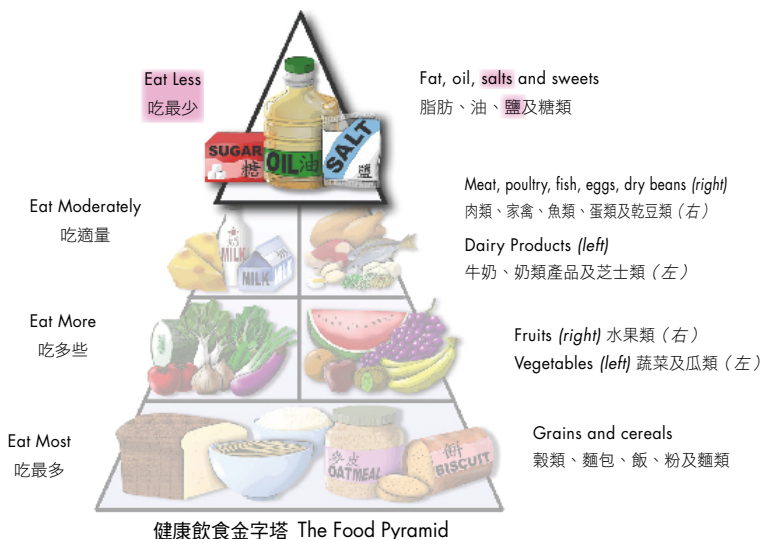 Eat Less
吃最少
Fat, oil, salts and sweets
脂肪、油、鹽及糖類
SUGAR
糖
OIL油
SALT
鹽
Eat Moderately
吃適量
Meat, poultry, fish, eggs, dry beans (right)
肉類、家禽、魚類、蛋類及乾豆類（右）
Dairy Products (left)
牛奶、奶類產品及芝士類（左）
MILK
MILK
Eat More
吃多些
Fruits (right) 水果類（右）
Vegetables (left) 蔬菜及瓜類（左）
Eat Most
吃最多
Grains and cereals
穀類、麵包、飯、粉及麵類
麥皮
OATMEAL
餅
BISCUIT
健康飲食金字塔 The Food Pyramid